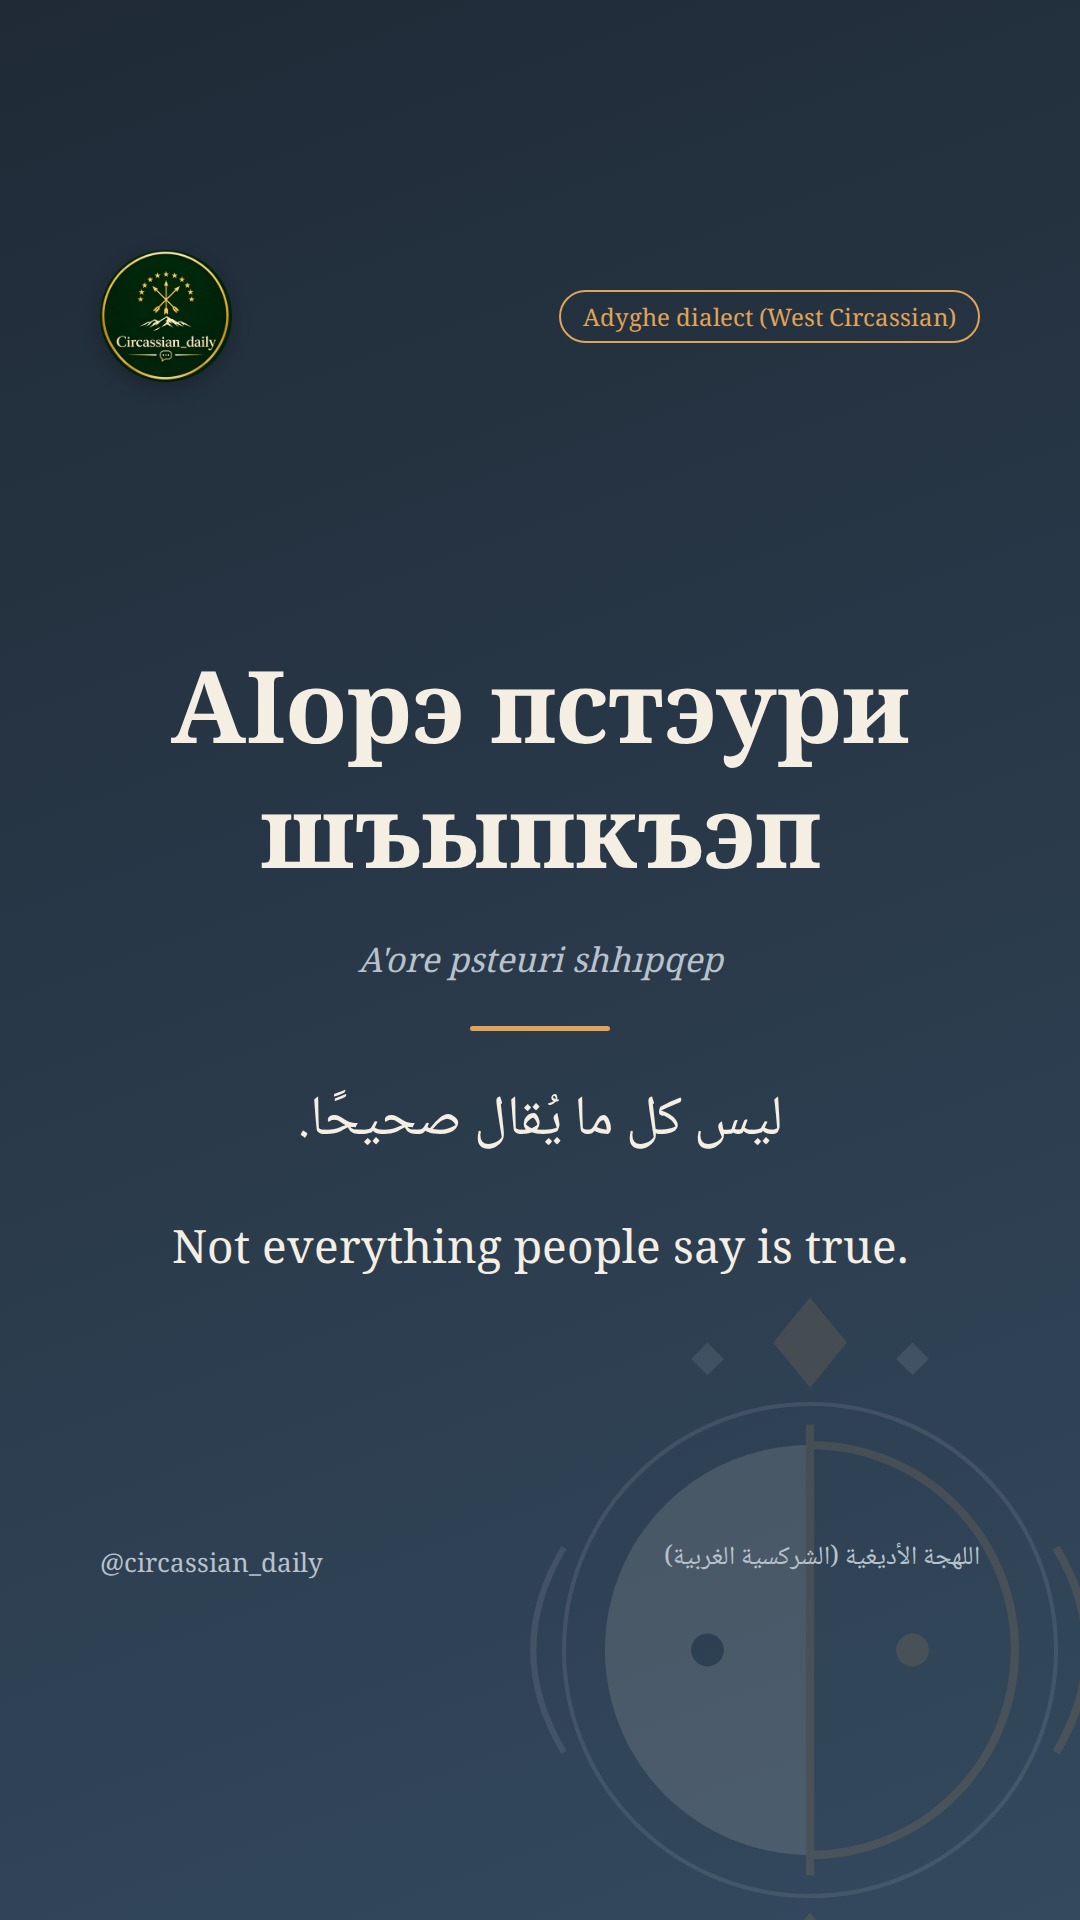 Circassian_daily
Adyghe dialect (West Circassian)
АӀорэ пстэури
шъыпкъэп
A'ore psteuri shhıpqep
ليس كل ما يُقال صحيحًا.
Not everything people say is true.
@circassian_daily
اللهجة الأديغية (الشركسية الغربية)